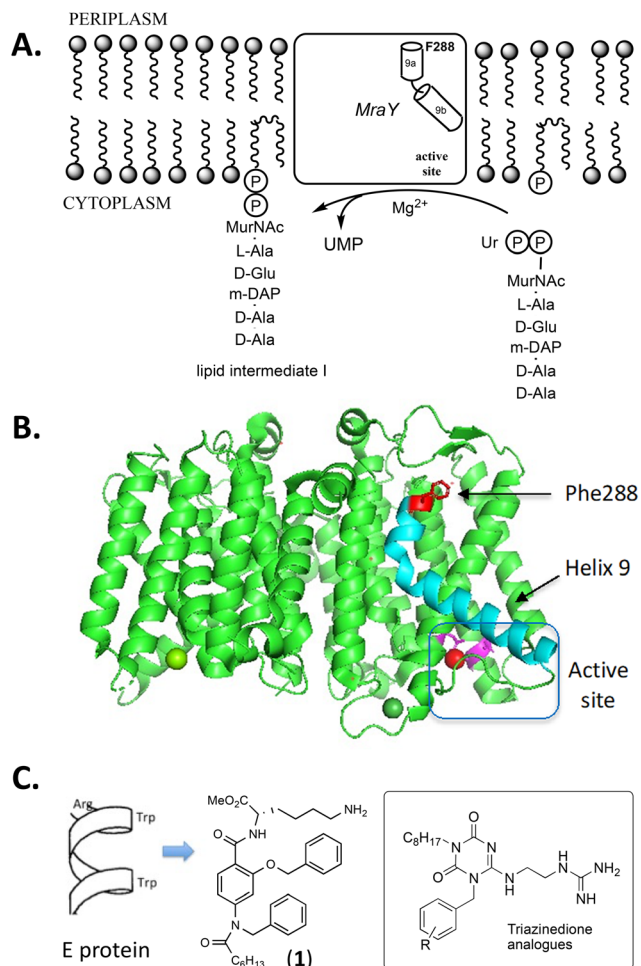 PERIPLASM
A.
F288
9a
9b
MraY
active
site
P
P
P
CYTOPLASM
Mg2+
MurNAc
L-Ala
D-Glu
m-DAP
D-Ala
D-Ala
UMP
Ur P P
MurNAc
L-Ala
D-Glu
m-DAP
D-Ala
D-Ala
lipid intermediate I
B.
Phe288
Helix 9
Active
site
C.
Arg
Trp
Trp
E protein
MeO2C
NH2
O
NH
O
N
O
C6H13
(1)
O
C8H17
N
N
O
N
N
H
H
N
NH2
NH
R
Triazinedione
analogues